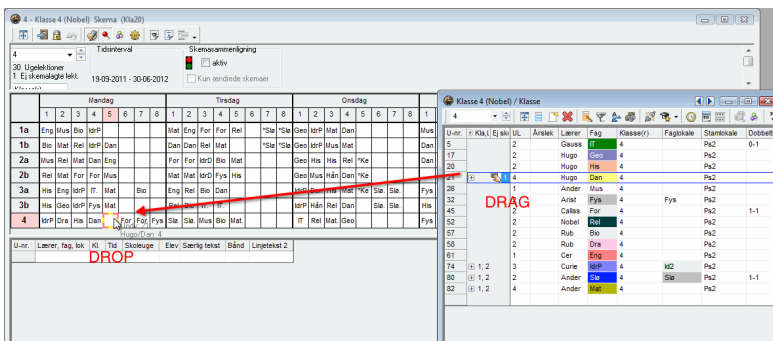 4 - Klasse 4 (Nobel) Skema (Kla20)
4
Tidsinterval
Skemasammenligning
30 Ugelektioner
aktiv
1 Ej skemalagte lekt.
19-09-2011 - 30-06-2012
Kun ændrede skemaer
Klasse(r)
Mandag Tirsdag Onsdag
1 2 3 4 5 6 7 8 1 2 3 4 5 6 7 8 1 2 3 4 5 6 7 8 1
1a Eng Mus Bio IdrP Mat Eng For For Rel *Slø *Slø Geo IdrP Mat Dan Mus
1b Bio Mat Rel IdrP Dan Dan Dan Rel Mat *Slø *Slø Geo IdrP Mus Mat Dan
2a Mus Rel Mat Dan Eng For For IdrD Bio Mat Geo His His Rel *Ke Dan
2b Rel Mat For For Mus Mat Mat IdrD Fys His Geo Mus Hån Dan *Ke Dan
3a His Eng IdrP IT. Mat Bio Eng Rel Bio Dan IdrP Dan His Mat *Ke Slø. Slø. Fys
3b His Geo IdrP Fys Mat Rel Bio IT. IT. IdrP Hån Rel Dan Slø. Slø. His
4 IdrP Dra His Dan For For Fys Slø. Slø. Mus Bio Mat. IT Rel Mat. Geo Fys
Hugo/Dan 4
U-nr. Lærer, fag, lok Kl. Tid Skoleuge Elev Særlig tekst Bånd Linjetekst 2
DROP
DRAG
Klasse 4 (Nobel) / Klasse
4
U-nr. Kla,L Ej ske UL Årslek Lærer Fag Klasse(r) Faglokale Stamlokale Dobbelt
5 2 Gauss IT 4 Ps2 0-1
17 2 Hugo Geo 4 Ps2
20 2 Hugo His 4 Ps2
21 1 4 Hugo Dan 4 Ps2
26 1 Ander Mus 4 Ps2
32 2 Arist Fys 4 Fys Ps2
45 2 Callas For 4 Ps2 1-1
52 2 Nobel Rel 4 Ps2
57 2 Rub Bio 4 Ps2
58 2 Rub Dra 4 Ps2
61 1 Cer Eng 4 Ps2
74 1, 2 3 Curie IdrP 4 Id2 Ps2
80 1, 2 2 Ander Slø 4 Slø Ps2 1-1
82 1, 2 4 Ander Mat 4 Ps2